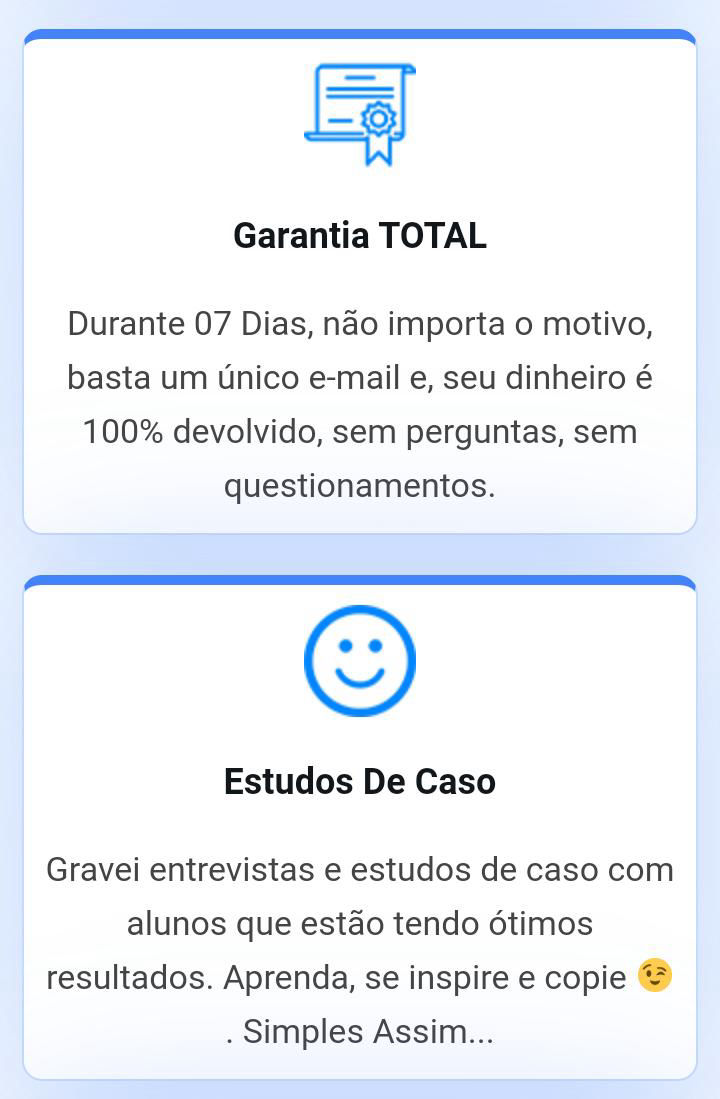 Garantia TOTAL
Durante 07 Dias, não importa o motivo,
basta um único e-mail e, seu dinheiro é
100% devolvido, sem perguntas, sem
questionamentos.
Estudos De Caso
Gravei entrevistas e estudos de caso com
alunos que estão tendo ótimos
resultados. Aprenda, se inspire e copie 😉
. Simples Assim...